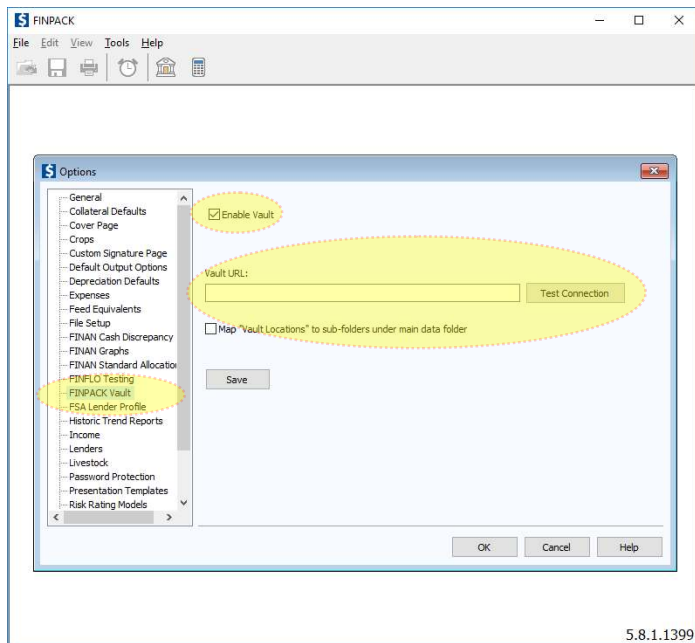 FINPACK
File Edit View Tools Help
Options
General
Collateral Defaults
Cover Page
Crops
Custom Signature Page
Default Output Options
Depreciation Defaults
Expenses
Feed Equivalents
File Setup
FINAN Cash Discrepancy
FINAN Graphs
FINAN Standard Allocation
FINFLO Testing
FINPACK Vault
FSA Lender Profile
Historic Trend Reports
Income
Lenders
Livestock
Password Protection
Presentation Templates
Risk Rating Models
Enable Vault
Vault URL:
Test Connection
Map "Vault Locations" to sub-folders under main data folder
Save
OK Cancel Help
5.8.1.1399